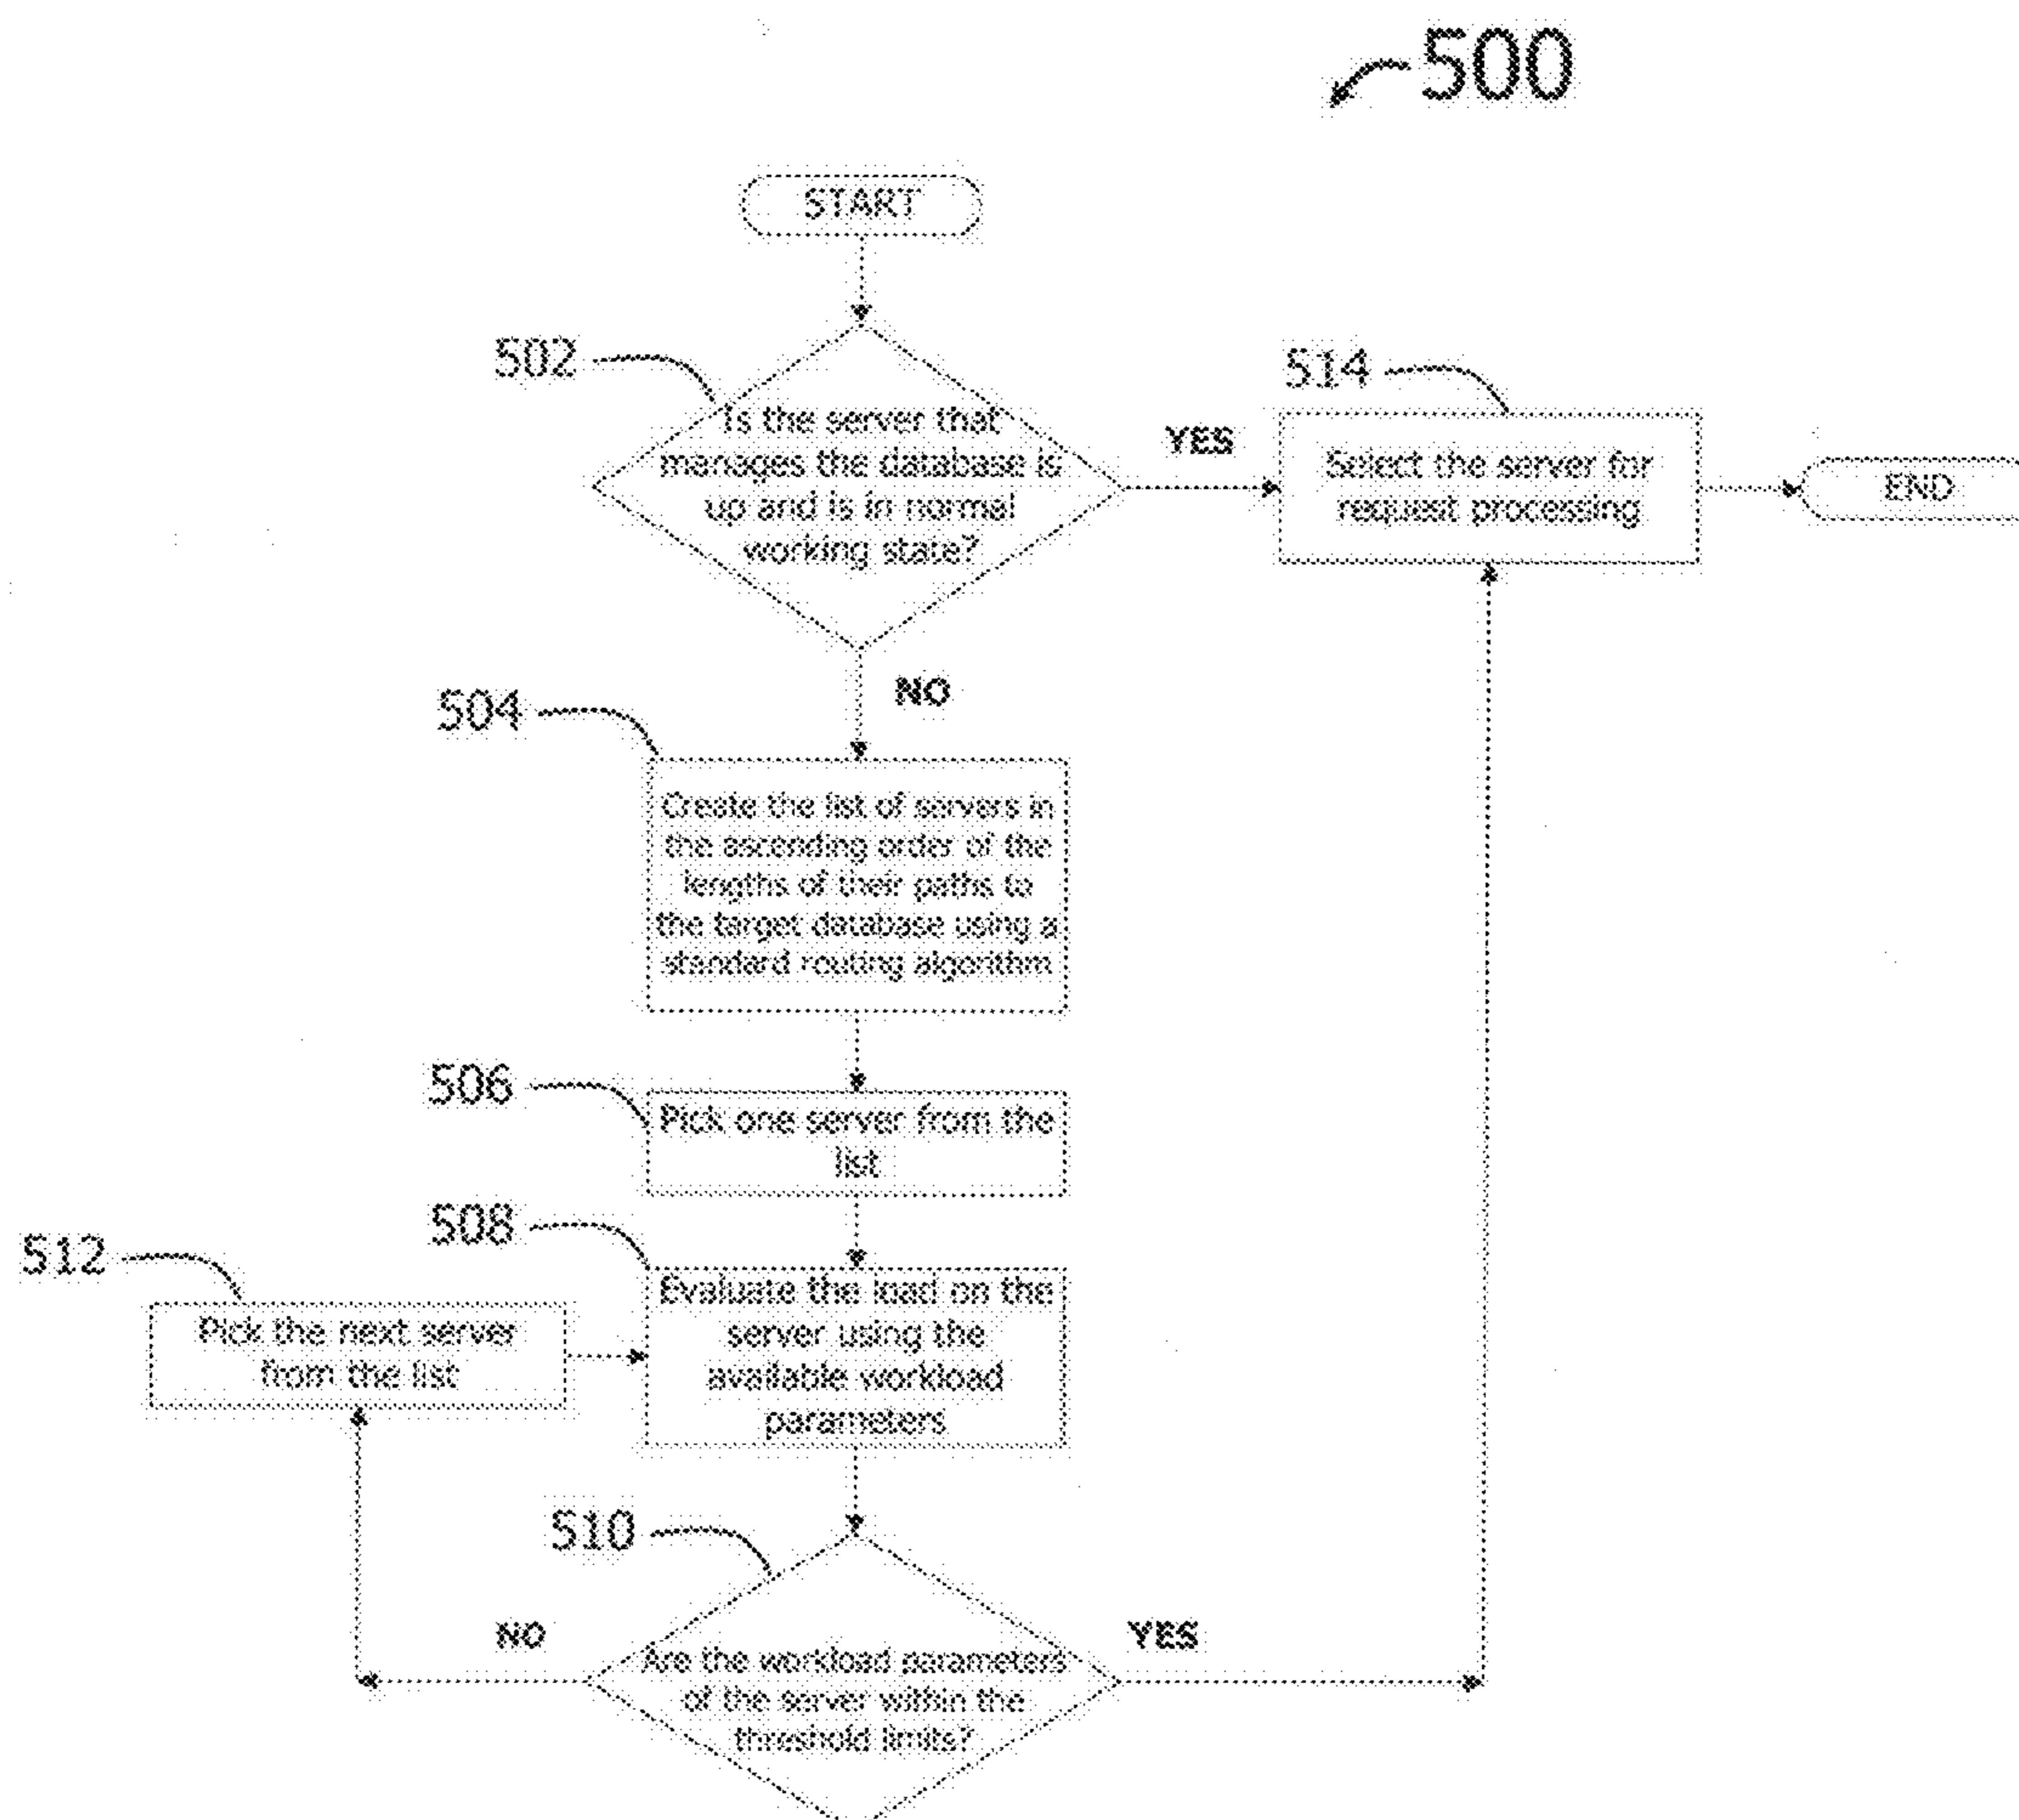 500
START
502
Is the server that
manages the database is
up and is in normal
working state?
YES
514
Select the server for
request processing
END
NO
504
Create the list of servers in
the ascending order of the
lengths of their paths to
the target database using a
standard routing algorithm
506
Pick one server from the
list
508
Evaluate the load on the
server using the
available workload
parameters
512
Pick the next server
from the list
510
Are the workload parameters
of the server within the
threshold limits?
NO
YES